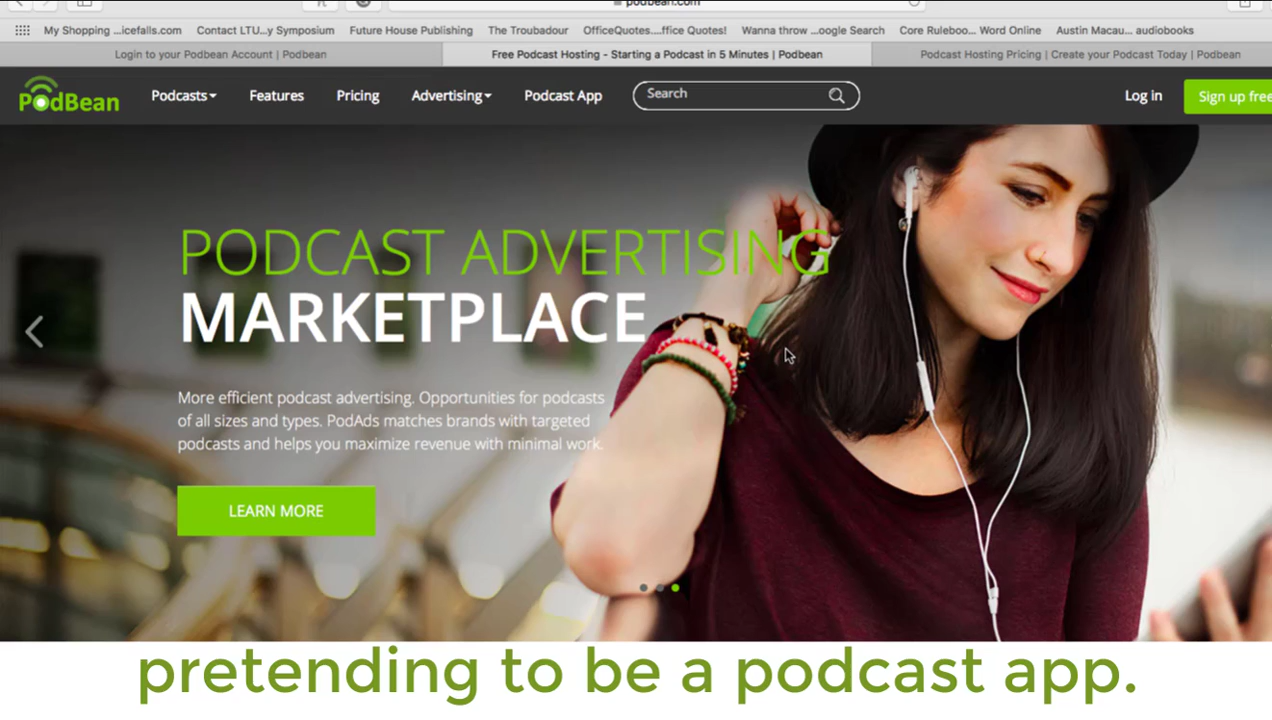 podbean.com
My Shopping ...icefalls.com Contact LTU...y Symposium Future House Publishing The Troubadour OfficeQuotes....ffice Quotes! Wanna throw ...oogle Search Core Ruleboo... Word Online Austin Macau... audiobooks
Login to your Podbean Account | Podbean Free Podcast Hosting - Starting a Podcast in 5 Minutes | Podbean Podcast Hosting Pricing | Create your Podcast Today | Podbean
PodBean Podcasts Features Pricing Advertising Podcast App Search Log in Sign up free
PODCAST ADVERTISING
MARKETPLACE
More efficient podcast advertising. Opportunities for podcasts
of all sizes and types. PodAds matches brands with targeted
podcasts and helps you maximize revenue with minimal work.
LEARN MORE
pretending to be a podcast app.